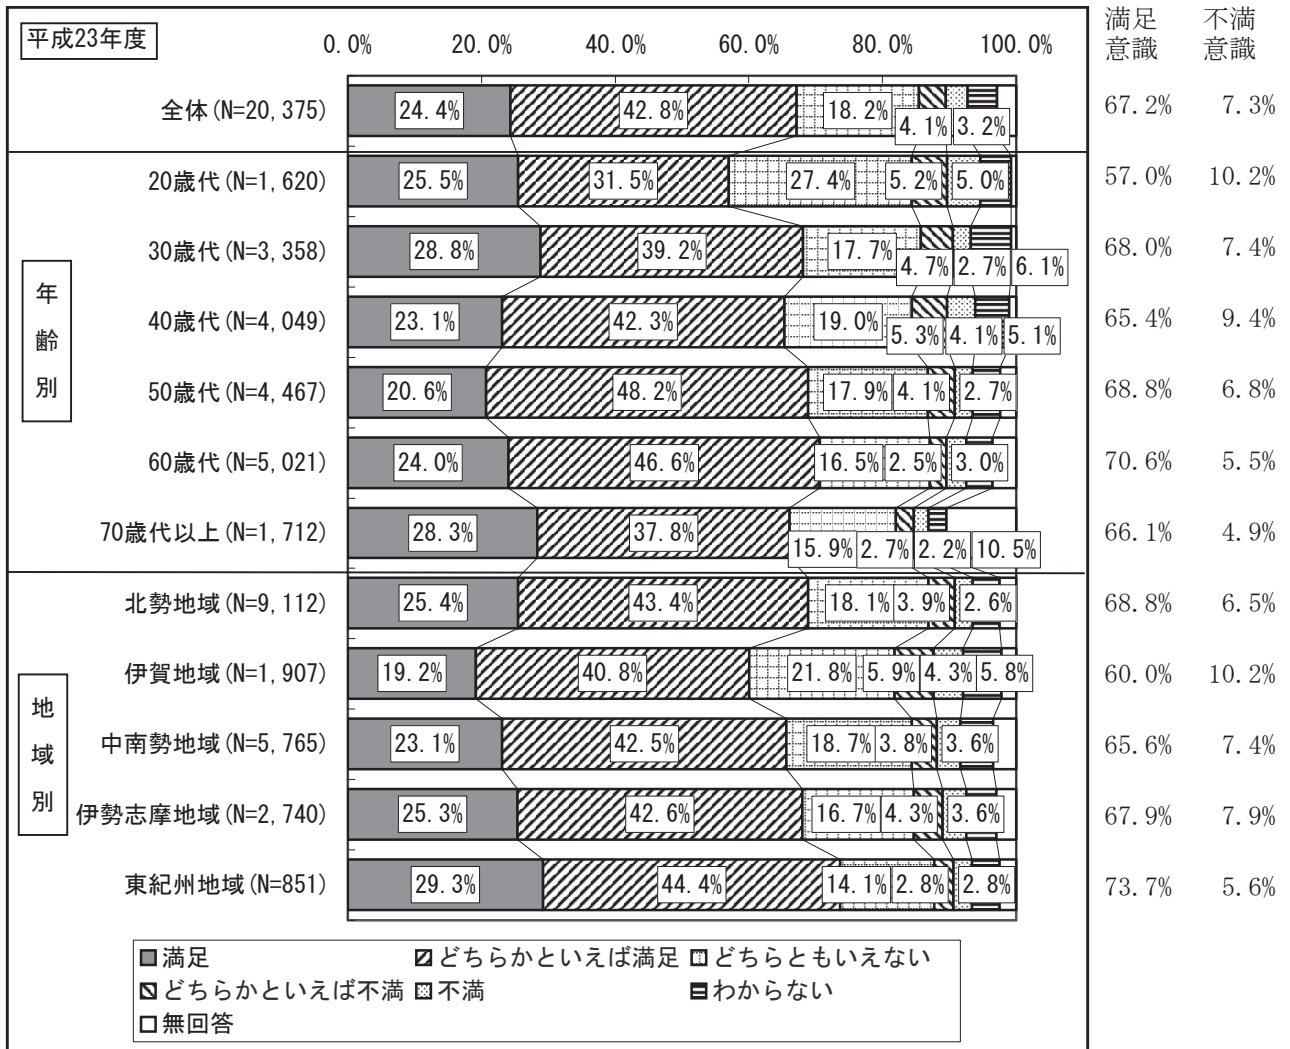 平成23年度
0.0% 20.0% 40.0% 60.0% 80.0% 100.0%
満足意識 不満意識
全体(N=20,375) 24.4% 42.8% 18.2% 4.1% 3.2% 67.2% 7.3%
年齢別
20歳代(N=1,620) 25.5% 31.5% 27.4% 5.2% 5.0% 57.0% 10.2%
30歳代(N=3,358) 28.8% 39.2% 17.7% 4.7% 2.7% 6.1% 68.0% 7.4%
40歳代(N=4,049) 23.1% 42.3% 19.0% 5.3% 4.1% 5.1% 65.4% 9.4%
50歳代(N=4,467) 20.6% 48.2% 17.9% 4.1% 2.7% 68.8% 6.8%
60歳代(N=5,021) 24.0% 46.6% 16.5% 2.5% 3.0% 70.6% 5.5%
70歳代以上(N=1,712) 28.3% 37.8% 15.9% 2.7% 2.2% 10.5% 66.1% 4.9%
地域別
北勢地域(N=9,112) 25.4% 43.4% 18.1% 3.9% 2.6% 68.8% 6.5%
伊賀地域(N=1,907) 19.2% 40.8% 21.8% 5.9% 4.3% 5.8% 60.0% 10.2%
中南勢地域(N=5,765) 23.1% 42.5% 18.7% 3.8% 3.6% 65.6% 7.4%
伊勢志摩地域(N=2,740) 25.3% 42.6% 16.7% 4.3% 3.6% 67.9% 7.9%
東紀州地域(N=851) 29.3% 44.4% 14.1% 2.8% 2.8% 73.7% 5.6%
満足 どちらかといえば満足 どちらともいえない
どちらかといえば不満 不満 わからない
無回答